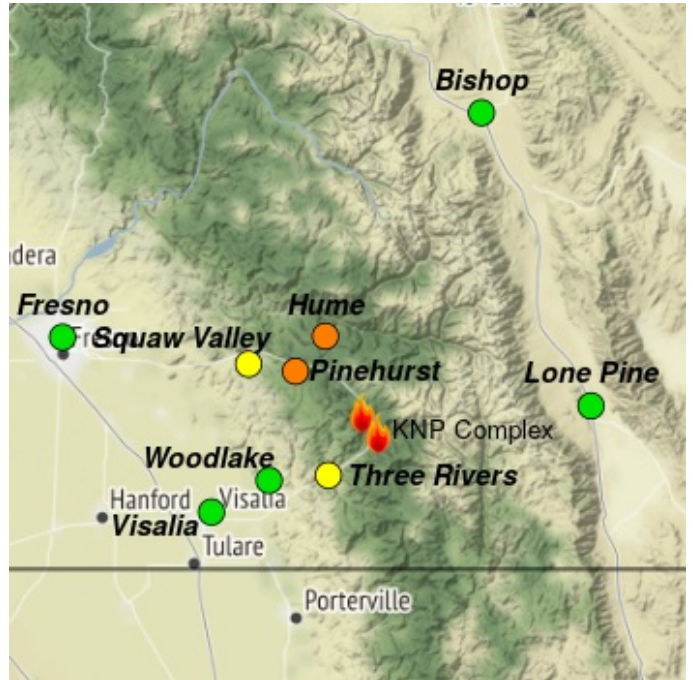 Bishop
dera
Fresno
Hume
Squaw Valley
Pinehurst
Lone Pine
KNP Complex
Woodlake
Three Rivers
Hanford
Visalia
Visalia
Tulare
Porterville